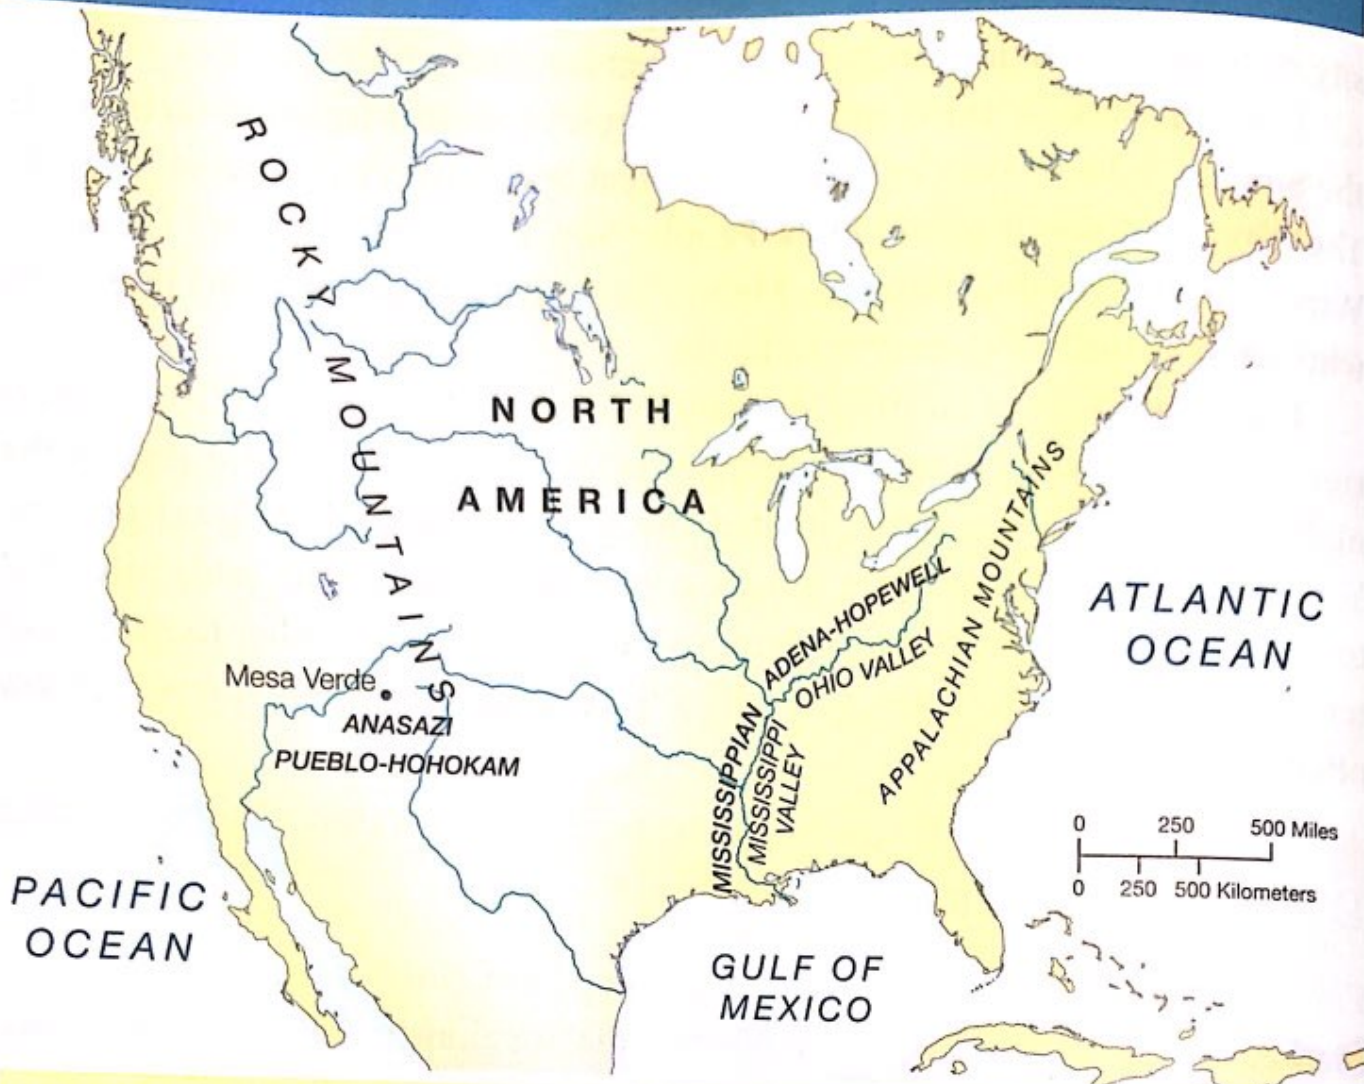 ROCKY
MOUNTAINS
NORTH
AMERICA
ADENA-HOPEWELL
OHIO VALLEY
APPALACHIAN MOUNTAINS
ATLANTIC
OCEAN
Mesa Verde
ANASAZI
PUEBLO-HOHOKAM
MISSISSIPPIAN
MISSISSIPPI
VALLEY
0 250 500 Miles
0 250 500 Kilometers
PACIFIC
OCEAN
GULF OF
MEXICO